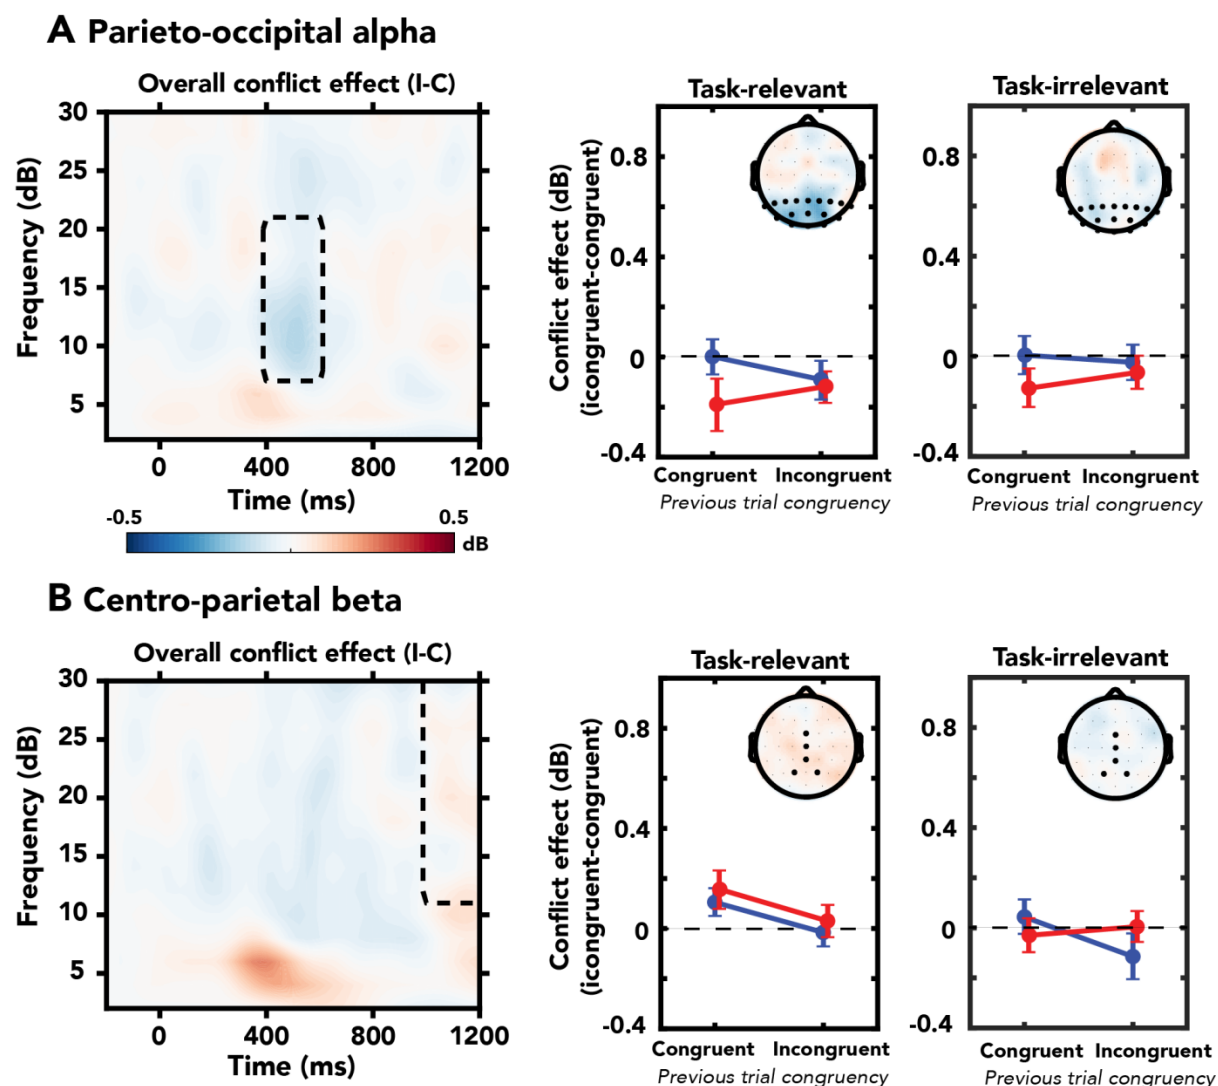 A Parieto-occipital alpha
Overall conflict effect (I-C)
Frequency (dB)
30
25
20
15
10
5
0 400 800 1200
Time (ms)
-0.5 0.5
dB
Task-relevant
Conflict effect (dB)
(icongruent-congruent)
0.8
0.4
0
-0.4
Congruent Incongruent
Previous trial congruency
Task-irrelevant
0.8
0.4
0
-0.4
Congruent Incongruent
Previous trial congruency
B Centro-parietal beta
Overall conflict effect (I-C)
Frequency (dB)
30
25
20
15
10
5
0 400 800 1200
Time (ms)
Task-relevant
Conflict effect (dB)
(icongruent-congruent)
0.8
0.4
0
-0.4
Congruent Incongruent
Previous trial congruency
Task-irrelevant
0.8
0.4
0
-0.4
Congruent Incongruent
Previous trial congruency